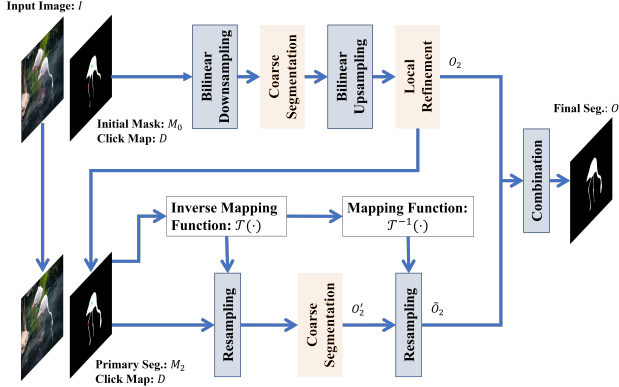 Input Image: I
Initial Mask: M₀
Click Map: D
Bilinear
Downsampling
Coarse
Segmentation
Bilinear
Upsampling
Local
Refinement
O₂
Final Seg.: O
Combination
Inverse Mapping
Function: 𝒯(·)
Mapping Function:
𝒯⁻¹(·)
Resampling
Coarse
Segmentation
O₂′
Resampling
Õ₂
Primary Seg.: M₂
Click Map: D